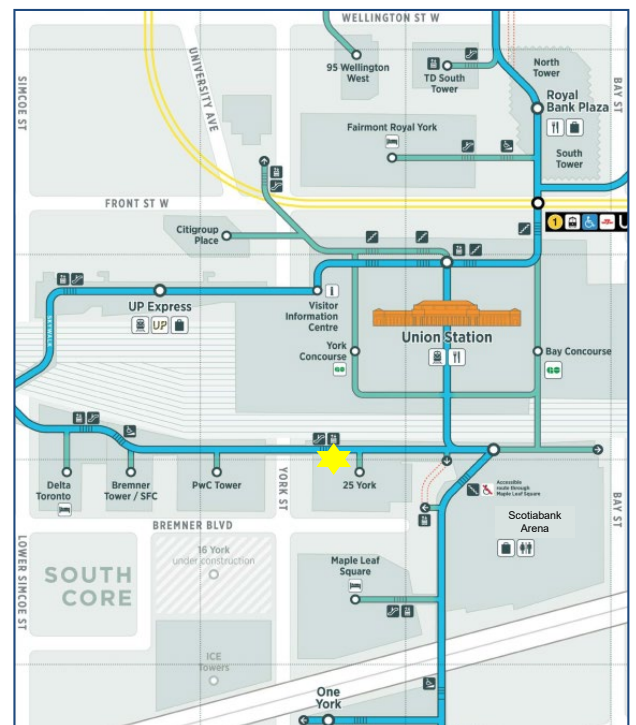 WELLINGTON ST W
SIMCOE ST
UNIVERSITY AVE
BAY ST
95 Wellington
West
TD South
Tower
North
Tower
Royal
Bank Plaza
South
Tower
Fairmont Royal York
FRONT ST W
1
U
Citigroup
Place
UP Express
UP
SKYWALK
i
Visitor
Information
Centre
Union Station
York
Concourse
GO
Bay Concourse
GO
Delta
Toronto
Bremner
Tower / SFC
PwC Tower
YORK ST
25 York
Accessible
route through
Maple Leaf Square
Scotiabank
Arena
BAY ST
BREMNER BLVD
LOWER SIMCOE ST
SOUTH
CORE
16 York
under construction
Maple Leaf
Square
ICE
Towers
One
York